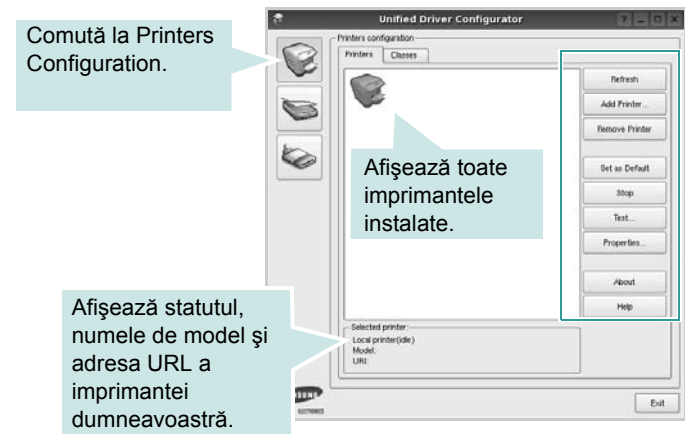 Unified Driver Configurator
Comută la Printers
Configuration.
Printers configuration
Printers
Classes
Refresh
Add Printer...
Remove Printer
Set as Default
Stop
Test...
Properties...
About
Help
Afişează toate
imprimantele
instalate.
Afişează statutul,
numele de model şi
adresa URL a
imprimantei
dumneavoastră.
Selected printer:
Local printer(idle)
Model:
URI:
ELECTRONICS
Exit